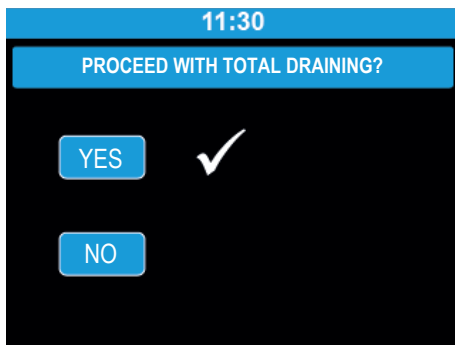 11:30
PROCEED WITH TOTAL DRAINING?
YES
NO